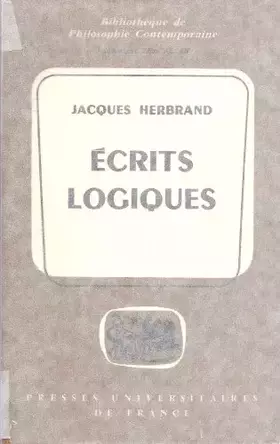 Bibliothèque de
Philosophie Contemporaine
JACQUES HERBRAND
ÉCRITS
LOGIQUES
PRESSES UNIVERSITAIRES
DE FRANCE